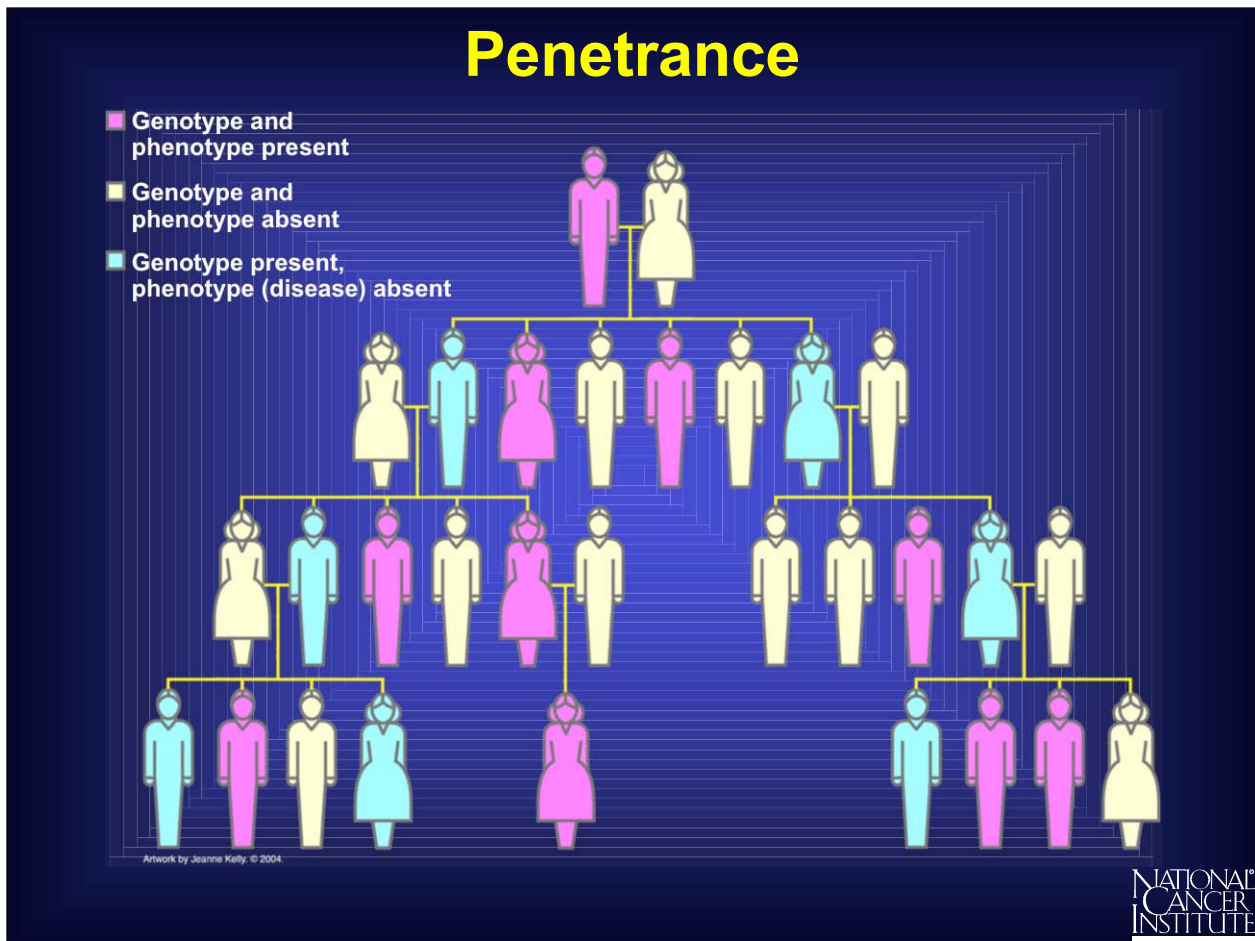 Penetrance
Genotype and
phenotype present
Genotype and
phenotype absent
Genotype present,
phenotype (disease) absent
Artwork by Jeanne Kelly. © 2004.
NATIONAL®
CANCER
INSTITUTE